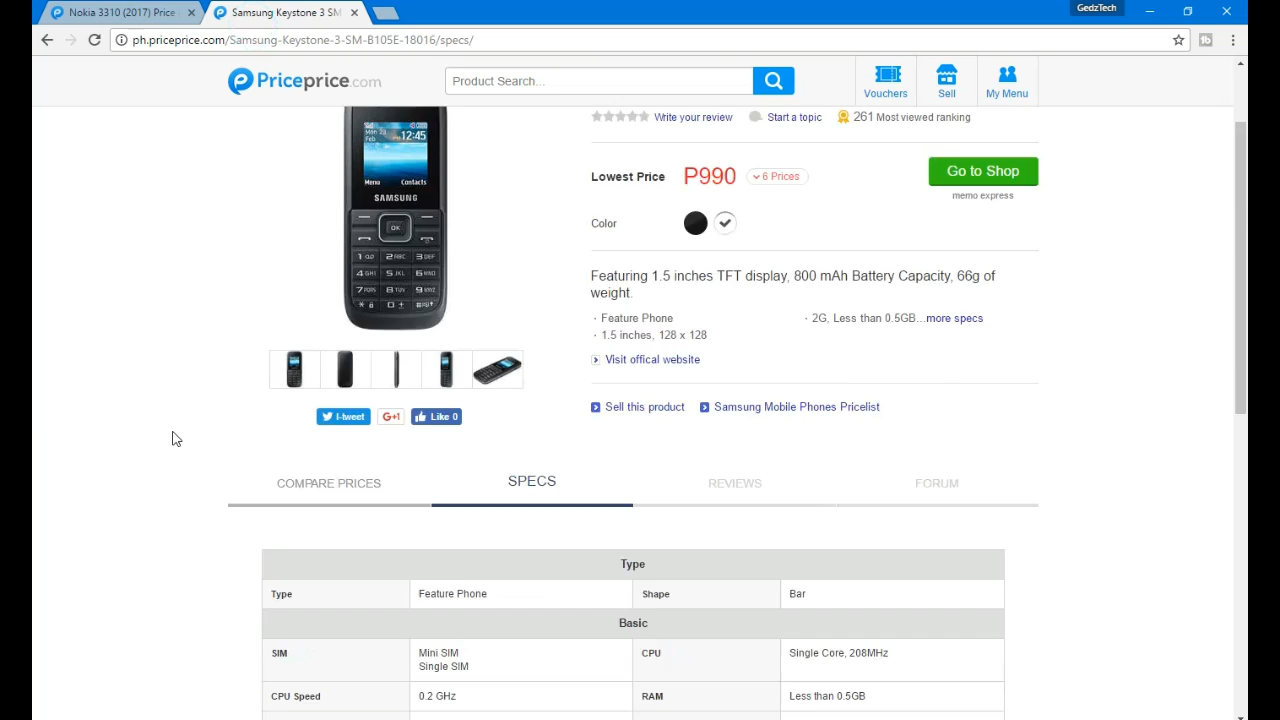 GedzTech
Nokia 3310 (2017) Price
Samsung Keystone 3 SM
ph.priceprice.com/Samsung-Keystone-3-SM-B105E-18016/specs/
Priceprice.com
Product Search...
Vouchers
Sell
My Menu
Write your review
Start a topic
261 Most viewed ranking
12:45
Menu Contacts
SAMSUNG
OK
Lowest Price P990 6 Prices
Go to Shop
memo express
Color
Featuring 1.5 inches TFT display, 800 mAh Battery Capacity, 66g of
weight.
· Feature Phone
· 2G, Less than 0.5GB...more specs
· 1.5 inches, 128 x 128
Visit offical website
Sell this product
Samsung Mobile Phones Pricelist
t-tweet
G+1
Like 0
COMPARE PRICES
SPECS
REVIEWS
FORUM
Type
Type Feature Phone Shape Bar
Basic
SIM Mini SIM CPU Single Core, 208MHz
Single SIM
CPU Speed 0.2 GHz RAM Less than 0.5GB